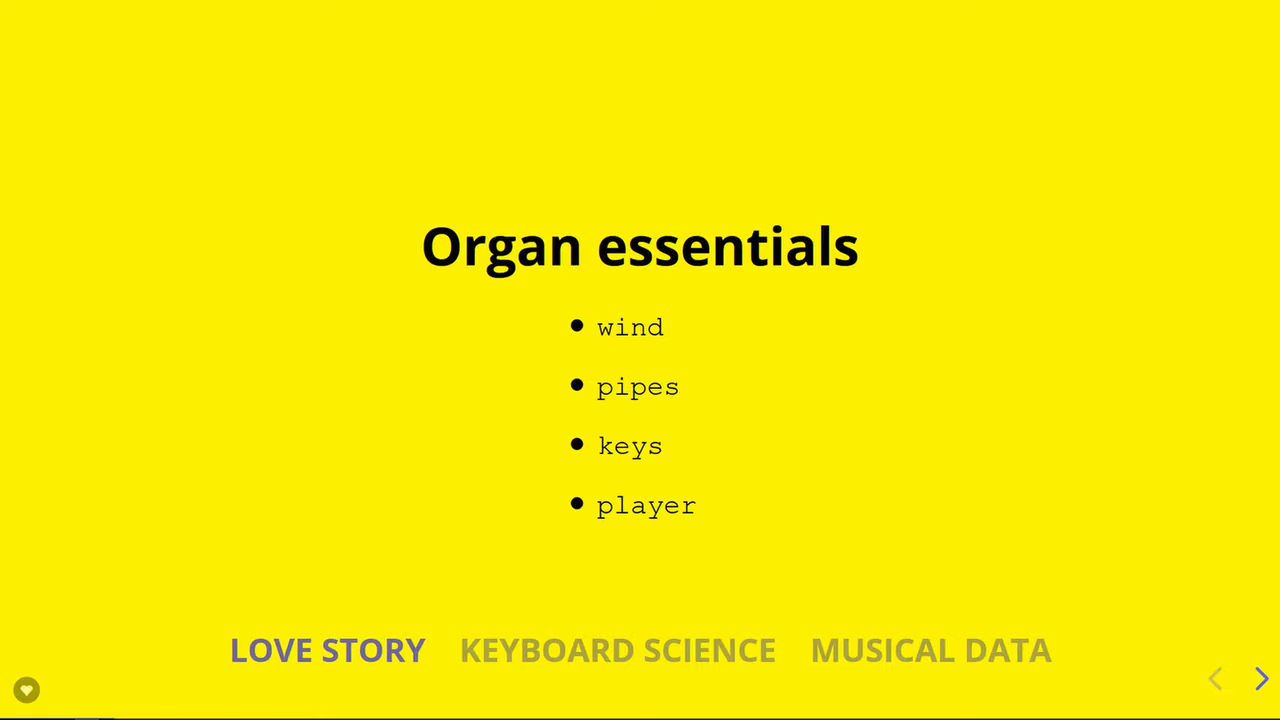 Organ essentials
wind
pipes
keys
player
LOVE STORY KEYBOARD SCIENCE MUSICAL DATA